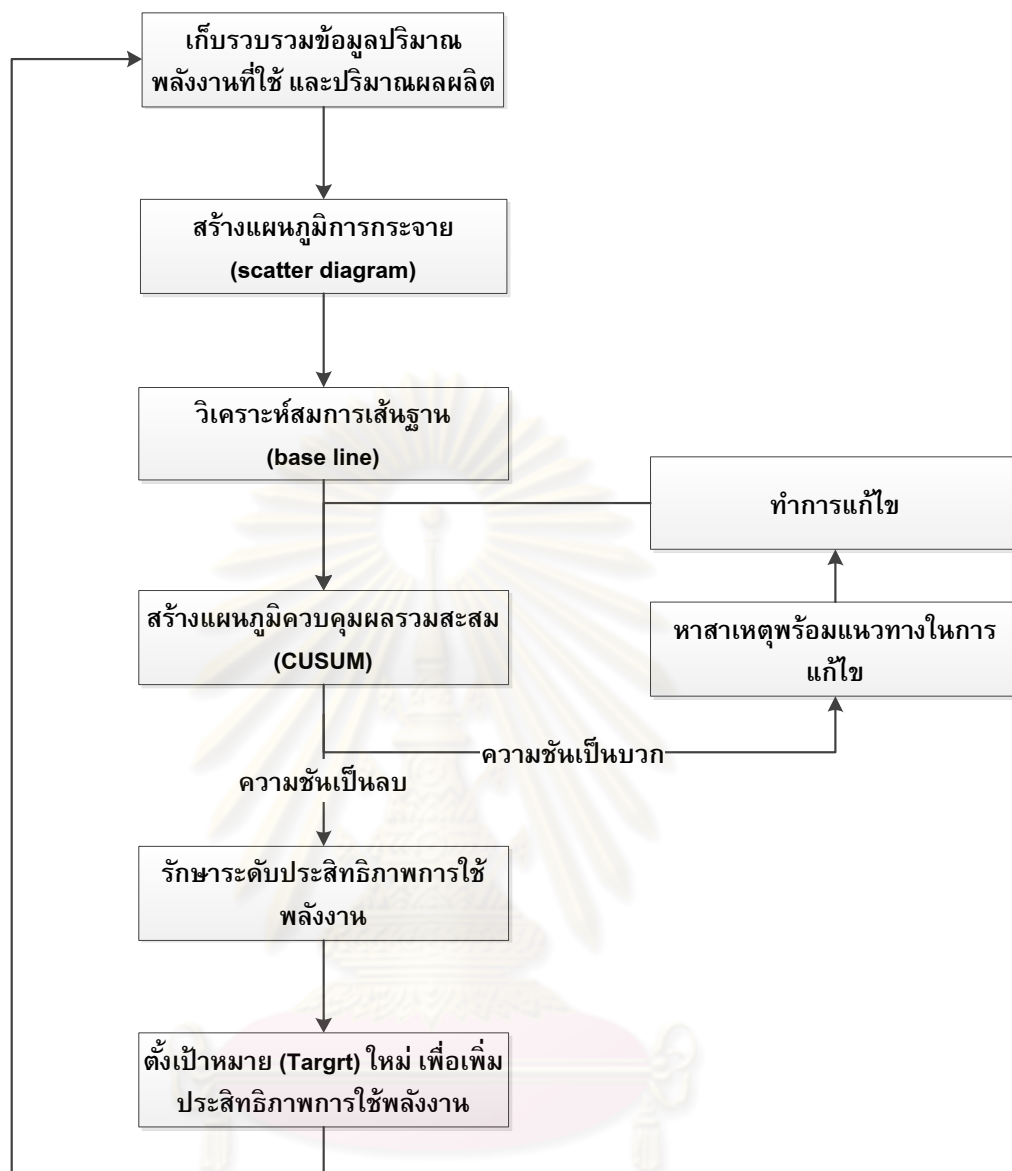 เก็บรวบรวมข้อมูลปริมาณ
พลังงานที่ใช้ และปริมาณผลผลิต
สร้างแผนภูมิการกระจาย
(scatter diagram)
วิเคราะห์สมการเส้นฐาน
(base line)
ทำการแก้ไข
สร้างแผนภูมิควบคุมผลรวมสะสม
(CUSUM)
หาสาเหตุพร้อมแนวทางในการ
แก้ไข
ความชันเป็นบวก
ความชันเป็นลบ
รักษาระดับประสิทธิภาพการใช้
พลังงาน
ตั้งเป้าหมาย (Targrt) ใหม่ เพื่อเพิ่ม
ประสิทธิภาพการใช้พลังงาน